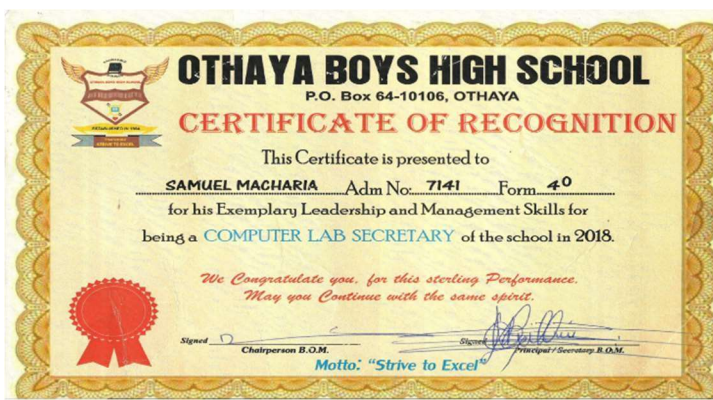 OTHAYA BOYS HIGH SCHOOL
P.O. Box 64-10106, OTHAYA
CERTIFICATE OF RECOGNITION
This Certificate is presented to
SAMUEL MACHARIA Adm No: 7141 Form 4O
for his Exemplary Leadership and Management Skills for
being a COMPUTER LAB SECRETARY of the school in 2018.
We Congratulate you, for this sterling Performance.
May you Continue with the same spirit.
Signed
Chairperson B.O.M.
Signed
Principal / Secretary B.O.M.
Motto: "Strive to Excel"